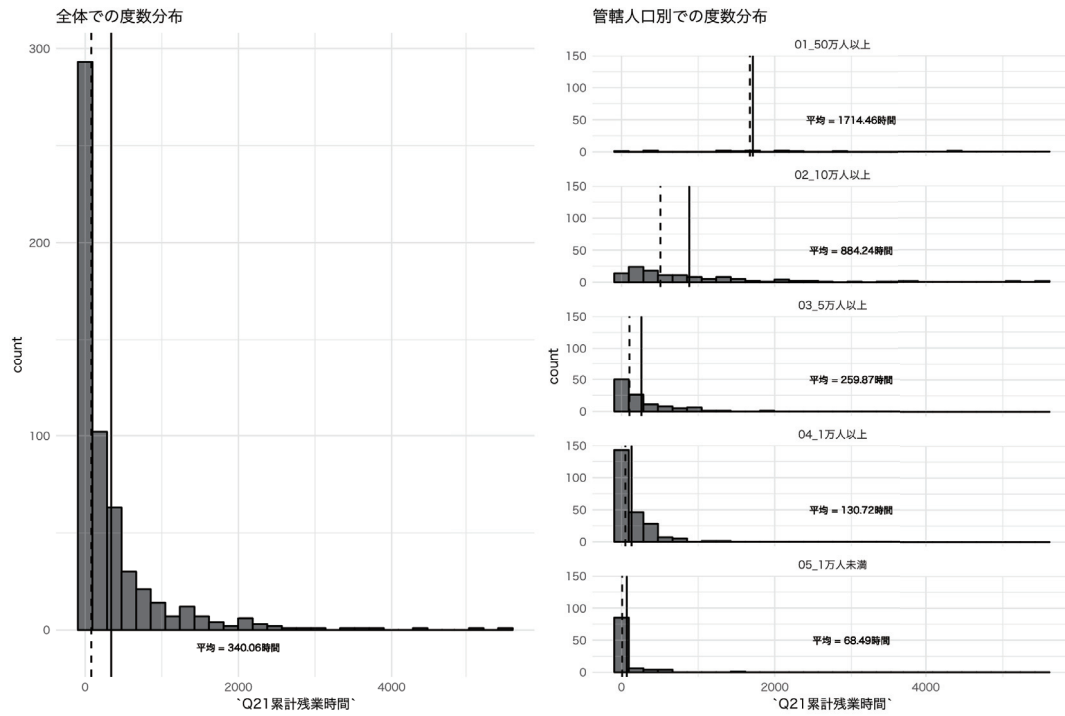 全体での度数分布
300
200
100
0
count
平均 = 340.06時間
0
2000
4000
`Q21累計残業時間`
管轄人口別での度数分布
01_50万人以上
150
100
50
0
平均 = 1714.46時間
02_10万人以上
150
100
50
0
平均 = 884.24時間
03_5万人以上
150
100
50
0
平均 = 259.87時間
count
04_1万人以上
150
100
50
0
平均 = 130.72時間
05_1万人未満
150
100
50
0
平均 = 68.49時間
0
2000
4000
`Q21累計残業時間`